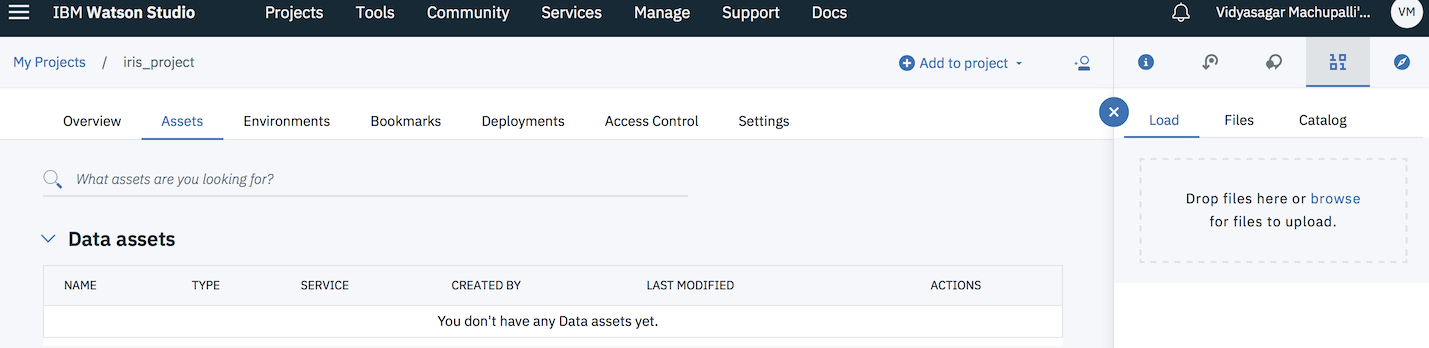 IBM Watson Studio Projects Tools Community Services Manage Support Docs Vidyasagar Machupalli'... VM
My Projects / iris_project Add to project
Overview Assets Environments Bookmarks Deployments Access Control Settings
Load Files Catalog
What assets are you looking for?
Drop files here or browse
for files to upload.
Data assets
NAME TYPE SERVICE CREATED BY LAST MODIFIED ACTIONS
You don't have any Data assets yet.